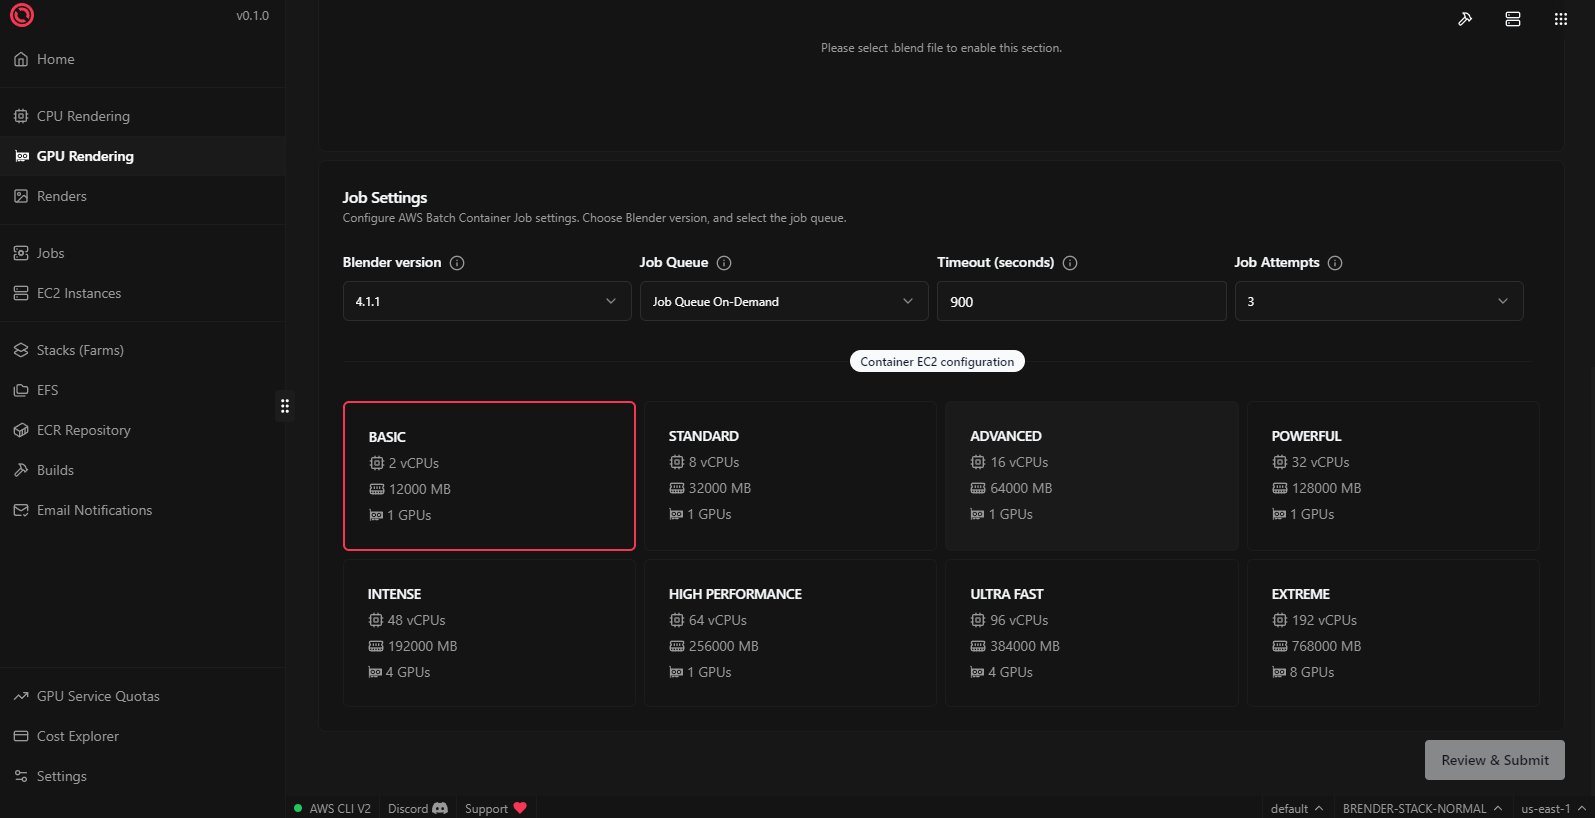 v0.1.0
Home
CPU Rendering
GPU Rendering
Renders
Jobs
EC2 Instances
Stacks (Farms)
EFS
ECR Repository
Builds
Email Notifications
GPU Service Quotas
Cost Explorer
Settings
Please select .blend file to enable this section.
Job Settings
Configure AWS Batch Container Job settings. Choose Blender version, and select the job queue.
Blender version
Job Queue
Timeout (seconds)
Job Attempts
4.1.1
Job Queue On-Demand
900
3
Container EC2 configuration
BASIC
2 vCPUs
12000 MB
1 GPUs
STANDARD
8 vCPUs
32000 MB
1 GPUs
ADVANCED
16 vCPUs
64000 MB
1 GPUs
POWERFUL
32 vCPUs
128000 MB
1 GPUs
INTENSE
48 vCPUs
192000 MB
4 GPUs
HIGH PERFORMANCE
64 vCPUs
256000 MB
1 GPUs
ULTRA FAST
96 vCPUs
384000 MB
4 GPUs
EXTREME
192 vCPUs
768000 MB
8 GPUs
Review & Submit
AWS CLI V2
Discord
Support
default
BRENDER-STACK-NORMAL
us-east-1